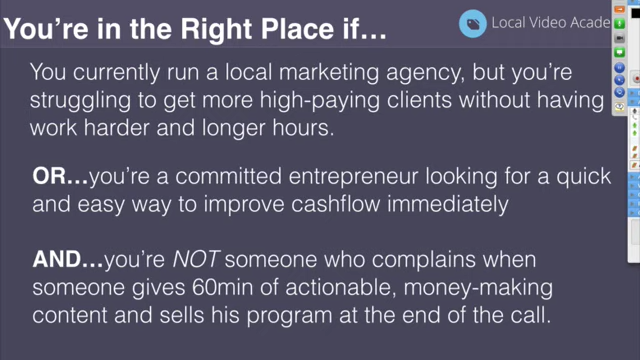 You're in the Right Place if...
Local Video Acade
You currently run a local marketing agency, but you're
struggling to get more high-paying clients without having
work harder and longer hours.
OR...you're a committed entrepreneur looking for a quick
and easy way to improve cashflow immediately
AND...you're NOT someone who complains when
someone gives 60min of actionable, money-making
content and sells his program at the end of the call.